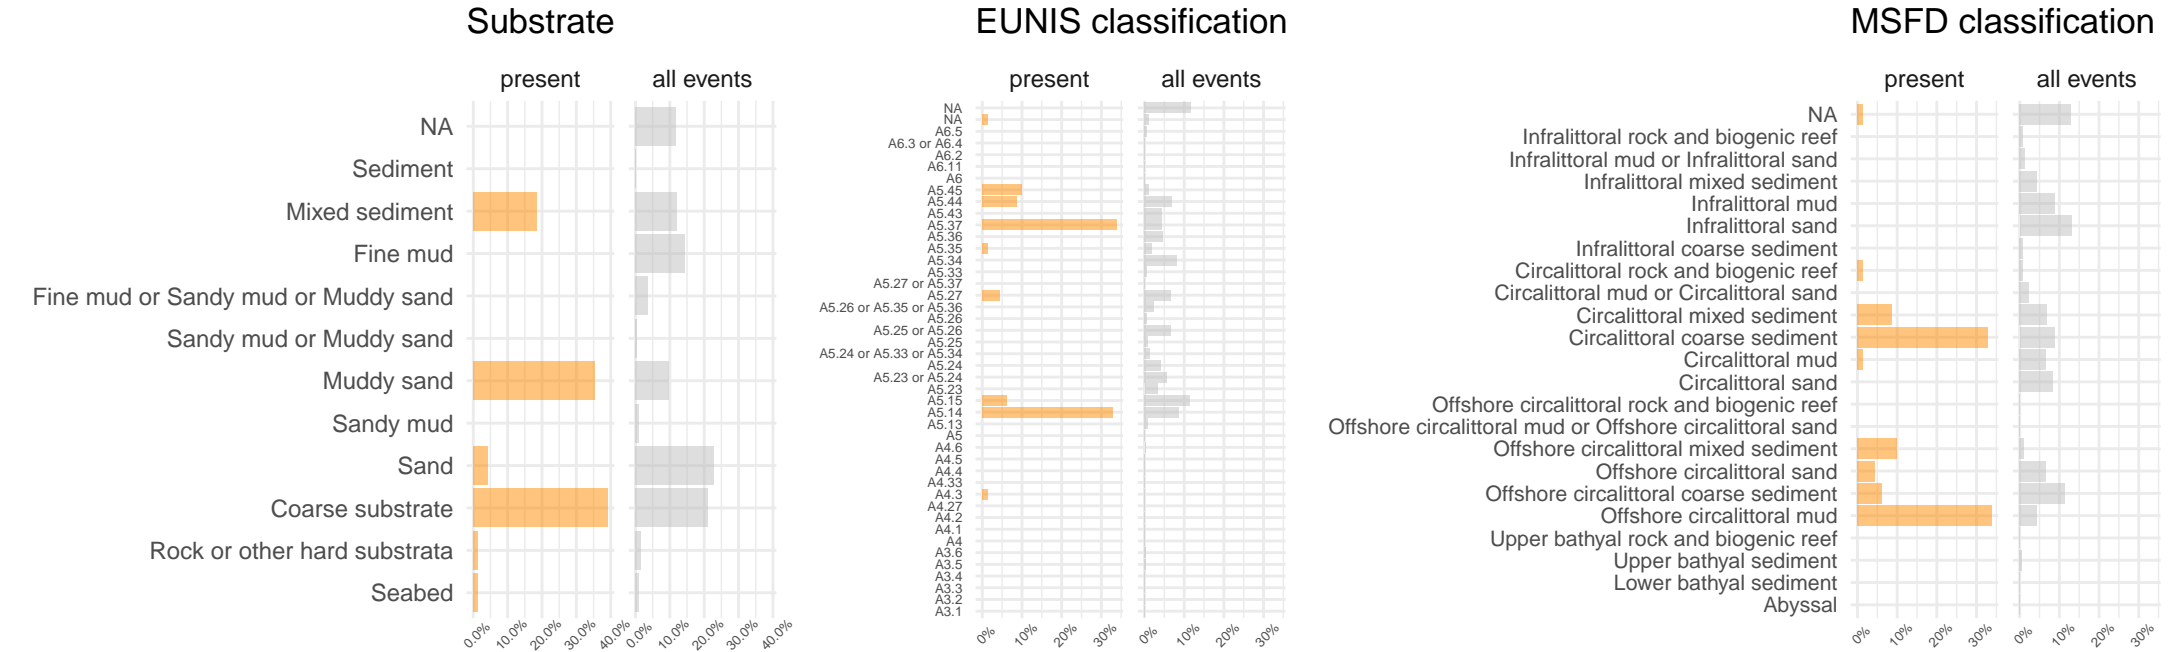 Substrate
present all events
NA
Sediment
Mixed sediment
Fine mud
Fine mud or Sandy mud or Muddy sand
Sandy mud or Muddy sand
Muddy sand
Sandy mud
Sand
Coarse substrate
Rock or other hard substrata
Seabed
0.0% 10.0% 20.0% 30.0% 40.0% 0.0% 10.0% 20.0% 30.0% 40.0%
EUNIS classification
present all events
NA
NA
A6.5
A6.3 or A6.4
A6.2
A6.11
A6
A5.45
A5.44
A5.43
A5.37
A5.36
A5.35
A5.34
A5.33
A5.27 or A5.37
A5.27
A5.26 or A5.35 or A5.36
A5.26
A5.25 or A5.26
A5.25
A5.24 or A5.33 or A5.34
A5.24
A5.23 or A5.24
A5.23
A5.15
A5.14
A5.13
A5
A4.6
A4.5
A4.4
A4.33
A4.3
A4.27
A4.2
A4.1
A4
A3.6
A3.5
A3.4
A3.3
A3.2
A3.1
0% 10% 20% 30% 0% 10% 20% 30%
MSFD classification
present all events
NA
Infralittoral rock and biogenic reef
Infralittoral mud or Infralittoral sand
Infralittoral mixed sediment
Infralittoral mud
Infralittoral sand
Infralittoral coarse sediment
Circalittoral rock and biogenic reef
Circalittoral mud or Circalittoral sand
Circalittoral mixed sediment
Circalittoral coarse sediment
Circalittoral mud
Circalittoral sand
Offshore circalittoral rock and biogenic reef
Offshore circalittoral mud or Offshore circalittoral sand
Offshore circalittoral mixed sediment
Offshore circalittoral sand
Offshore circalittoral coarse sediment
Offshore circalittoral mud
Upper bathyal rock and biogenic reef
Upper bathyal sediment
Lower bathyal sediment
Abyssal
0% 10% 20% 30% 0% 10% 20% 30%